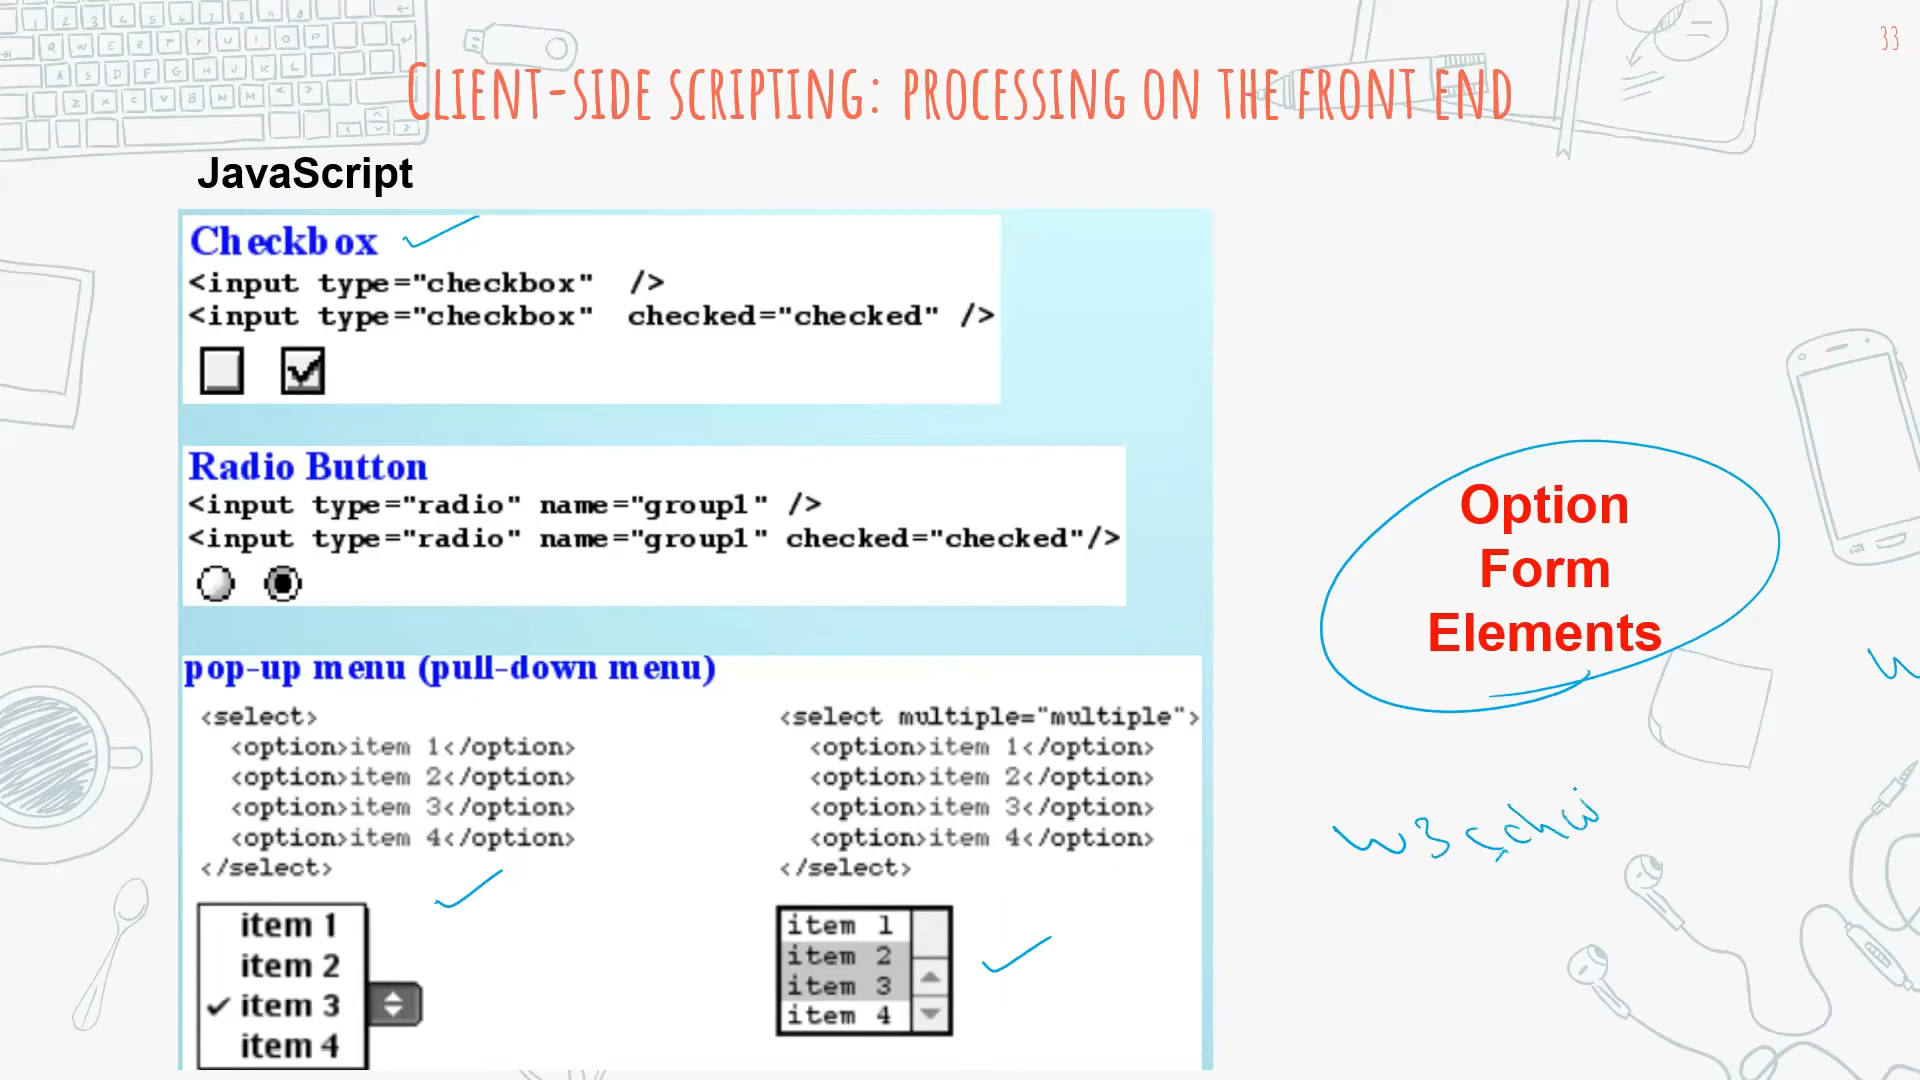 33
Client-side scripting: processing on the front end
JavaScript
Checkbox
<input type="checkbox" />
<input type="checkbox" checked="checked" />
Radio Button
<input type="radio" name="group1" />
<input type="radio" name="group1" checked="checked"/>
pop-up menu (pull-down menu)
<select>
<option>item 1</option>
<option>item 2</option>
<option>item 3</option>
<option>item 4</option>
</select>
item 1
item 2
item 3
item 4
<select multiple="multiple">
<option>item 1</option>
<option>item 2</option>
<option>item 3</option>
<option>item 4</option>
</select>
item 1
item 2
item 3
item 4
Option
Form
Elements